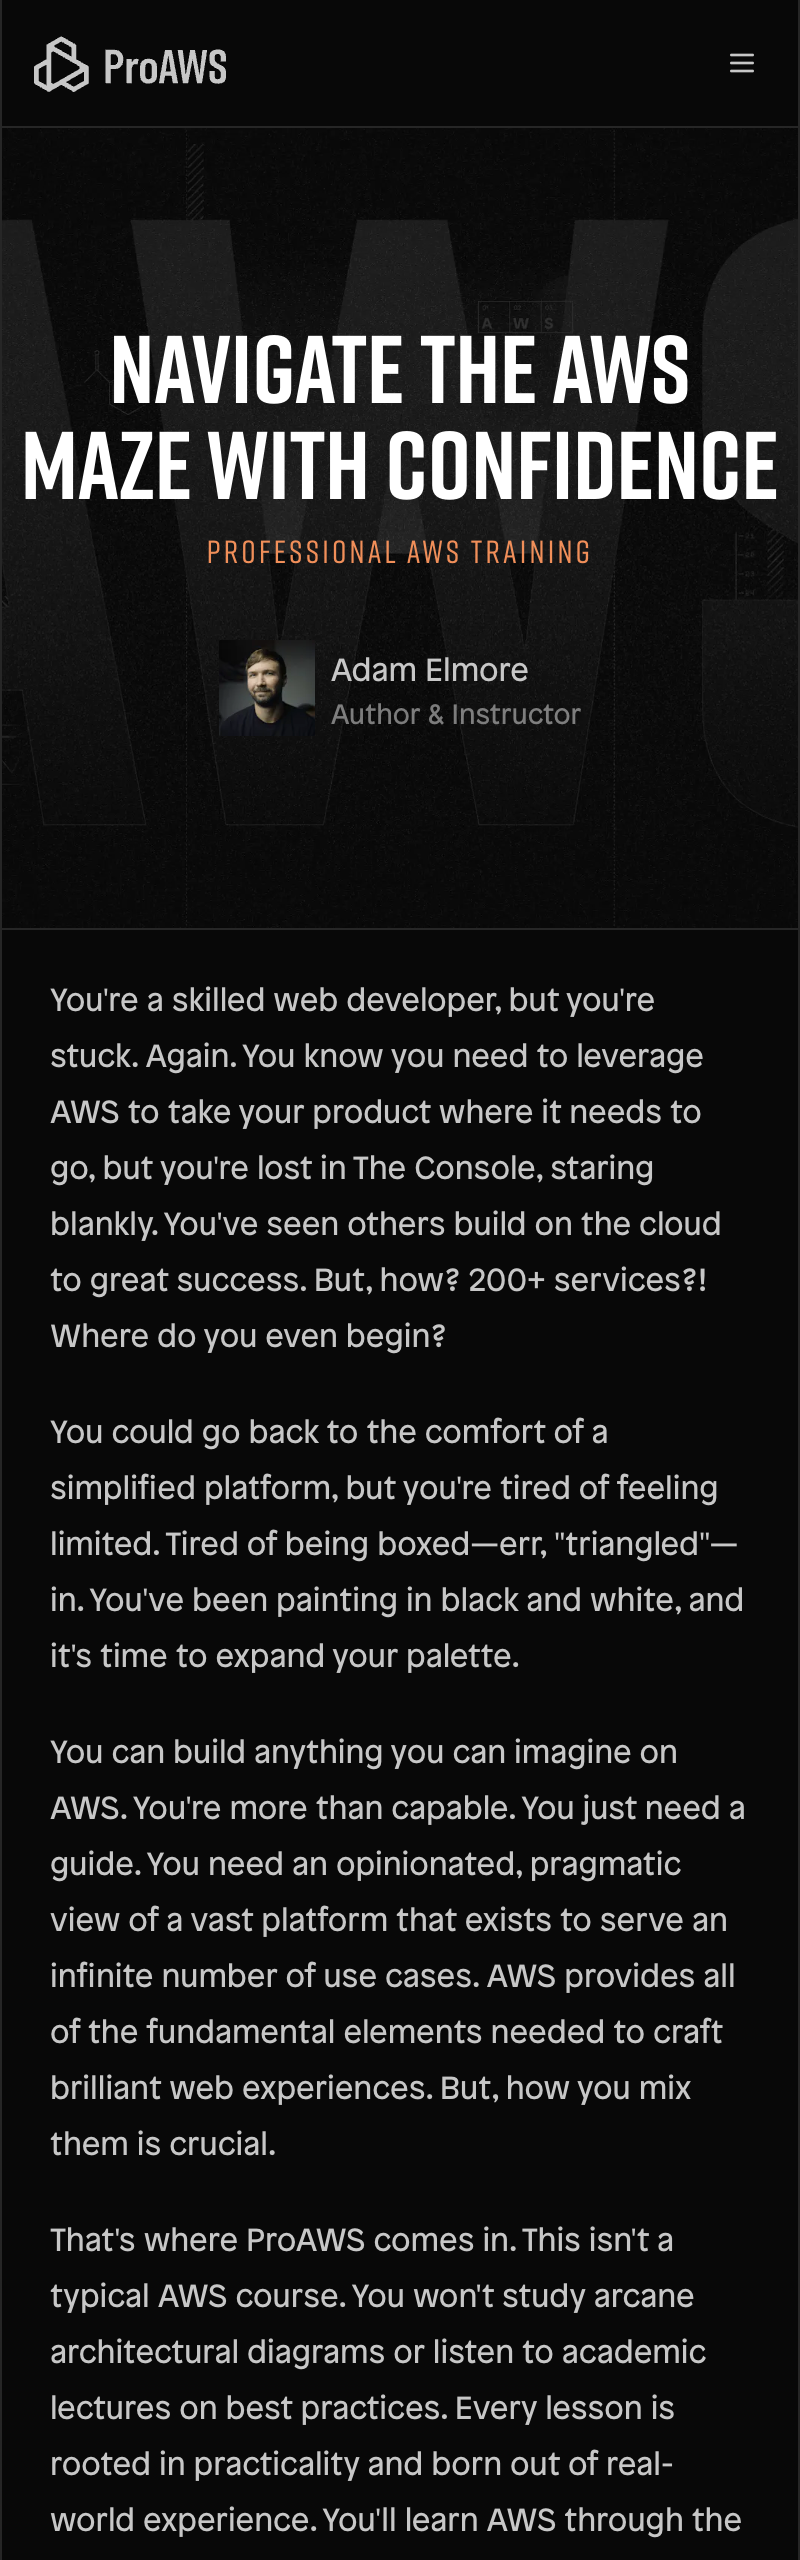 ProAWS
A W S
NAVIGATE THE AWS
MAZE WITH CONFIDENCE
PROFESSIONAL AWS TRAINING
Adam Elmore
Author & Instructor
You're a skilled web developer, but you're
stuck. Again. You know you need to leverage
AWS to take your product where it needs to
go, but you're lost in The Console, staring
blankly. You've seen others build on the cloud
to great success. But, how? 200+ services?!
Where do you even begin?
You could go back to the comfort of a
simplified platform, but you're tired of feeling
limited. Tired of being boxed—err, "triangled"—
in. You've been painting in black and white, and
it's time to expand your palette.
You can build anything you can imagine on
AWS. You're more than capable. You just need a
guide. You need an opinionated, pragmatic
view of a vast platform that exists to serve an
infinite number of use cases. AWS provides all
of the fundamental elements needed to craft
brilliant web experiences. But, how you mix
them is crucial.
That's where ProAWS comes in. This isn't a
typical AWS course. You won't study arcane
architectural diagrams or listen to academic
lectures on best practices. Every lesson is
rooted in practicality and born out of real-
world experience. You'll learn AWS through the